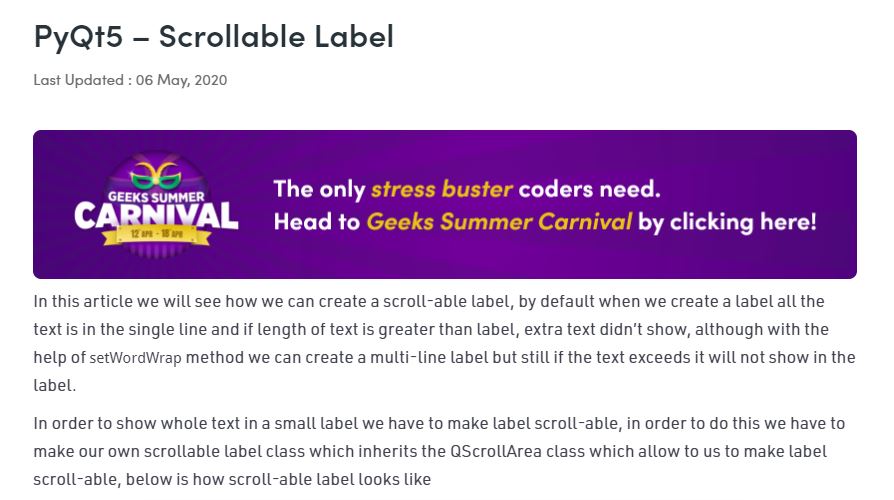 PyQt5 – Scrollable Label
Last Updated : 06 May, 2020
GEEKS SUMMER
CARNIVAL
12 APR - 18 APR
The only stress buster coders need.
Head to Geeks Summer Carnival by clicking here!
In this article we will see how we can create a scroll-able label, by default when we create a label all the
text is in the single line and if length of text is greater than label, extra text didn’t show, although with the
help of setWordWrap method we can create a multi-line label but still if the text exceeds it will not show in the
label.
In order to show whole text in a small label we have to make label scroll-able, in order to do this we have to
make our own scrollable label class which inherits the QScrollArea class which allow to us to make label
scroll-able, below is how scroll-able label looks like